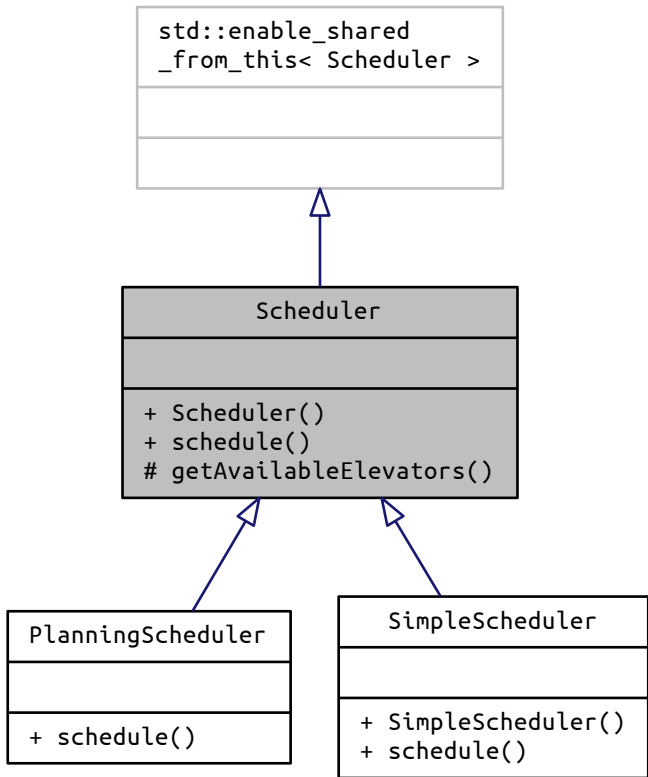 std::enable_shared
_from_this< Scheduler >
Scheduler
+ Scheduler()
+ schedule()
# getAvailableElevators()
PlanningScheduler
+ schedule()
SimpleScheduler
+ SimpleScheduler()
+ schedule()